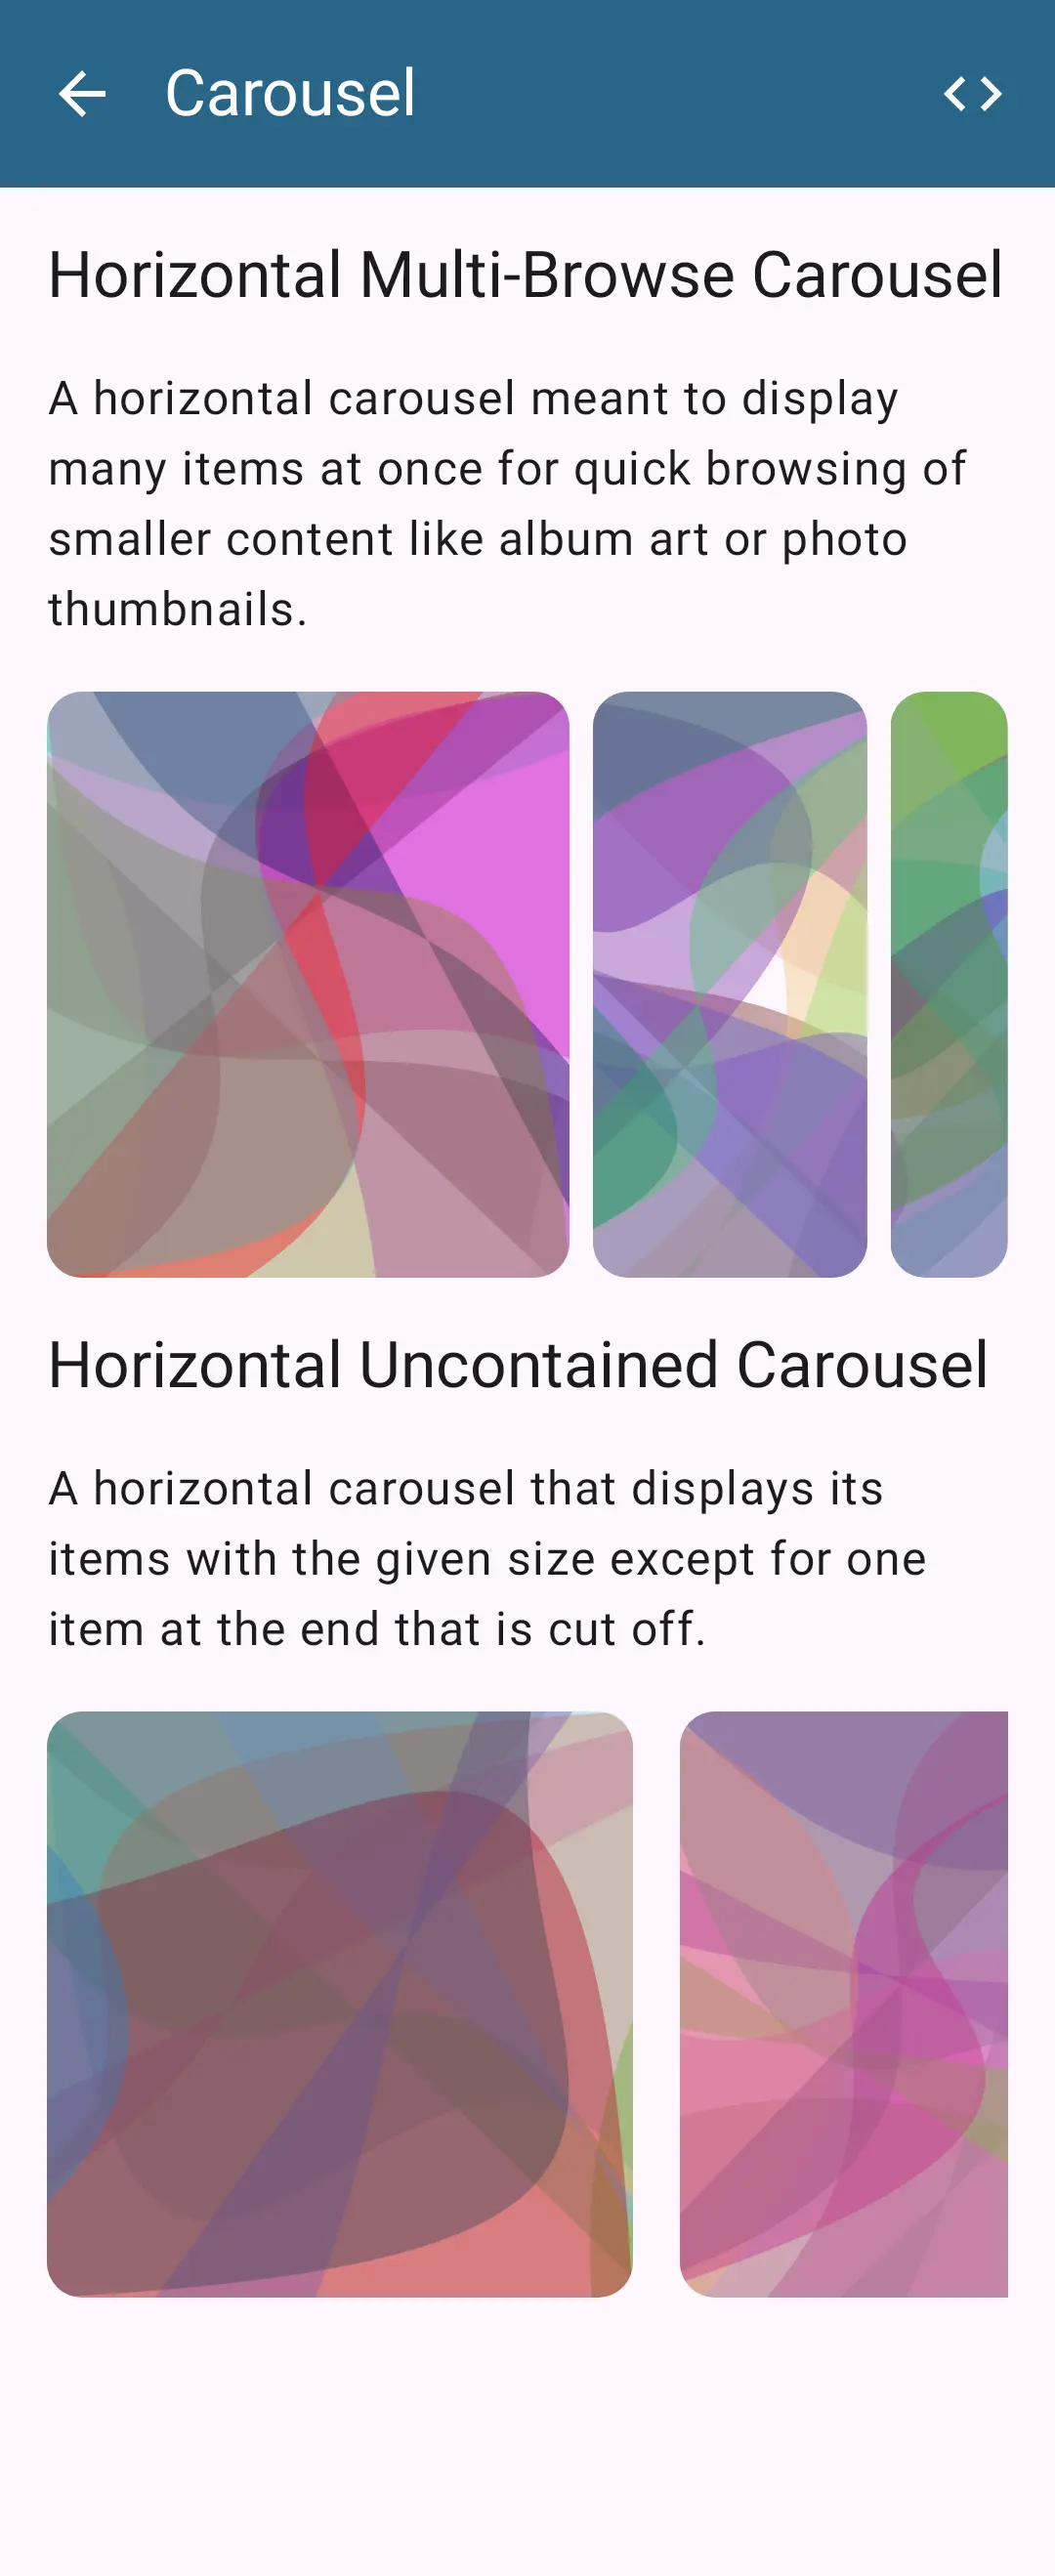 Carousel
Horizontal Multi-Browse Carousel
A horizontal carousel meant to display
many items at once for quick browsing of
smaller content like album art or photo
thumbnails.
Horizontal Uncontained Carousel
A horizontal carousel that displays its
items with the given size except for one
item at the end that is cut off.